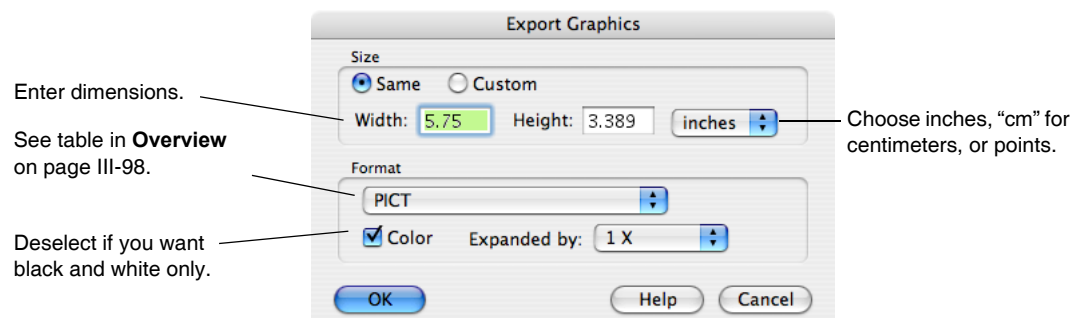 Export Graphics
Size
Same Custom
Enter dimensions.
Width: 5.75 Height: 3.389 inches
Choose inches, “cm” for
centimeters, or points.
See table in Overview
on page III-98.
Format
PICT
Color Expanded by: 1 X
Deselect if you want
black and white only.
OK Help Cancel